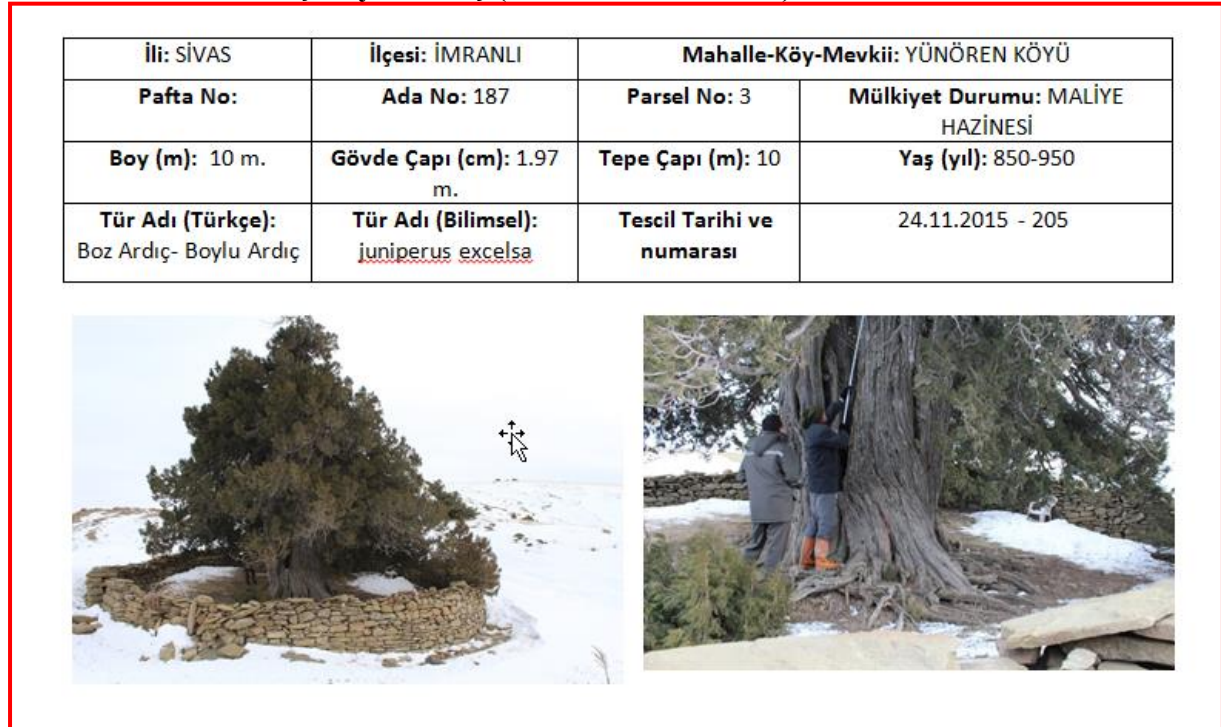 İli: SİVAS
İlçesi: İMRANLI
Mahalle-Köy-Mevkii: YÜNÖREN KÖYÜ
Pafta No:
Ada No: 187
Parsel No: 3
Mülkiyet Durumu: MALİYE
HAZİNESİ
Boy (m): 10 m.
Gövde Çapı (cm): 1.97
m.
Tepe Çapı (m): 10
Yaş (yıl): 850-950
Tür Adı (Türkçe):
Boz Ardıç- Boylu Ardıç
Tür Adı (Bilimsel):
juniperus excelsa
Tescil Tarihi ve
numarası
24.11.2015 - 205